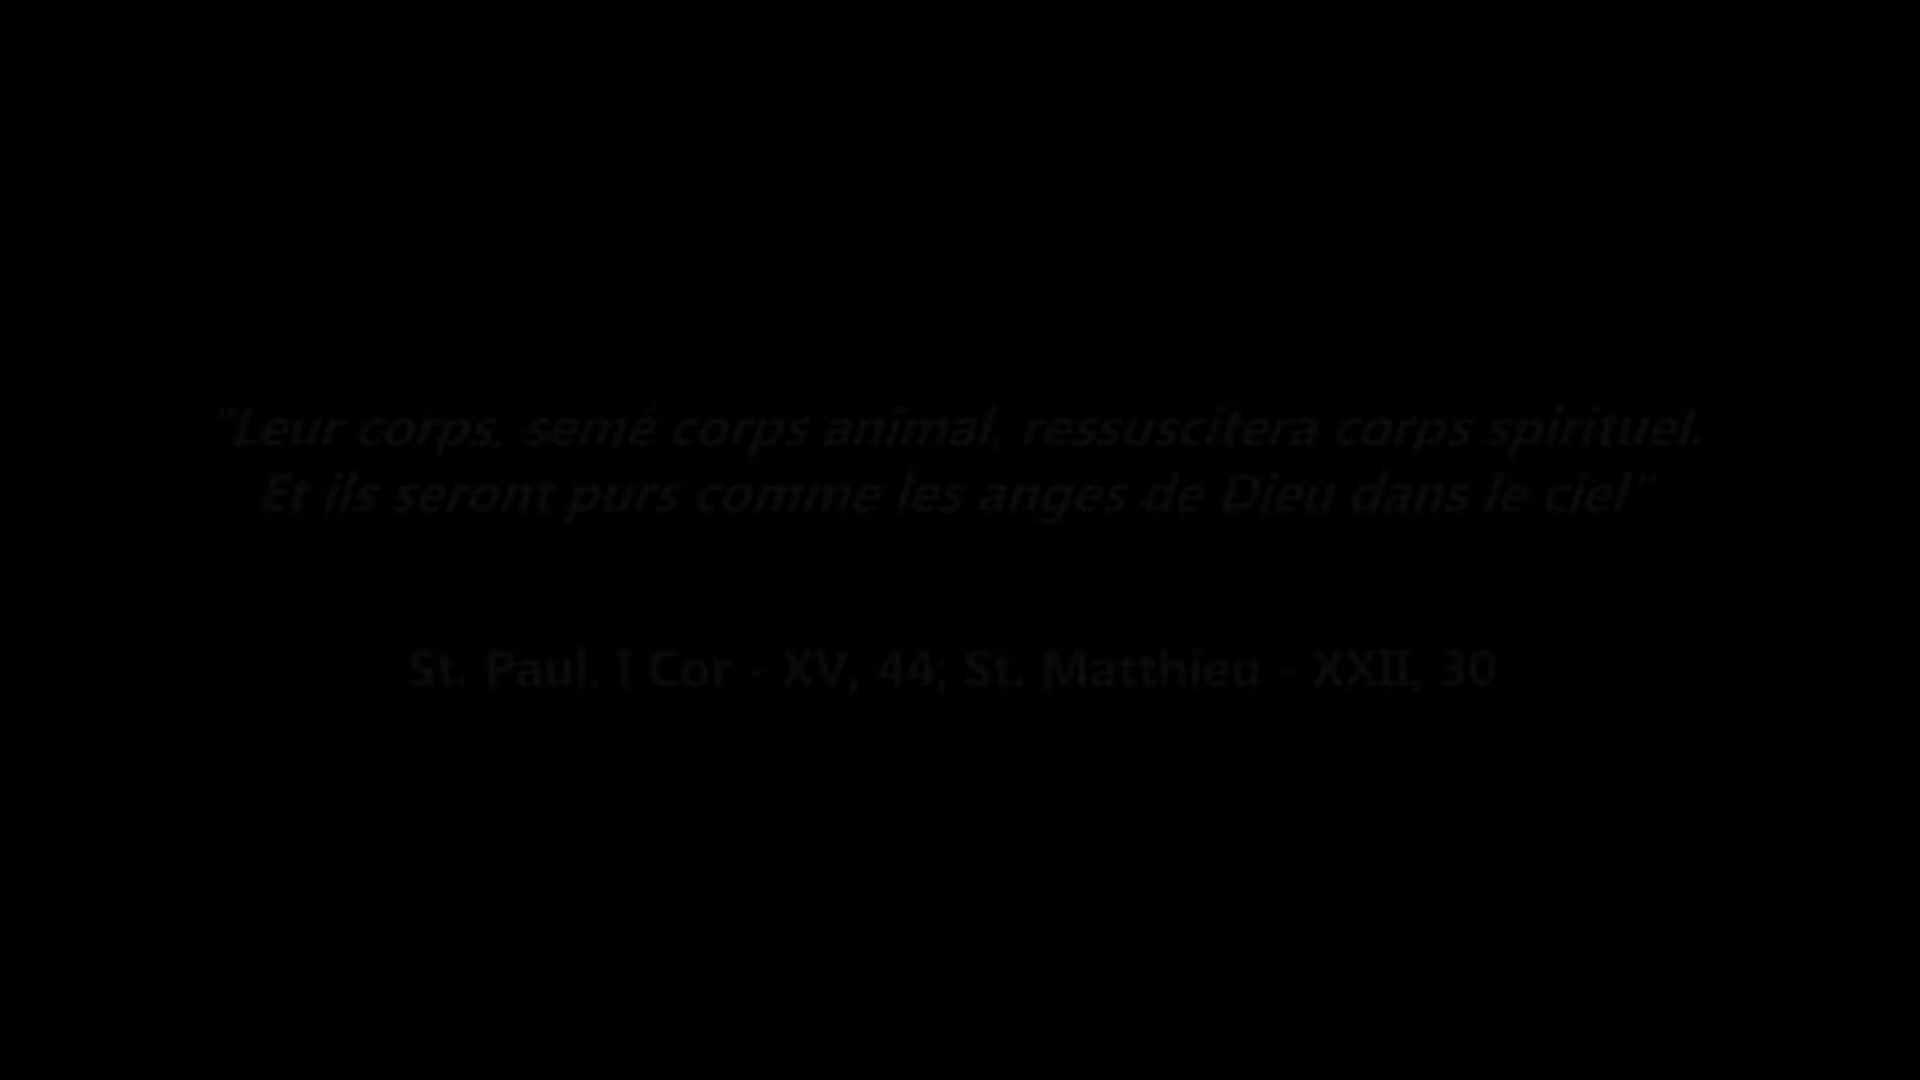 "Leur corps, semé corps animal, ressuscitera corps spirituel.
Et ils seront purs comme les anges de Dieu dans le ciel"
St. Paul, I Cor - XV, 44; St. Matthieu - XXII, 30